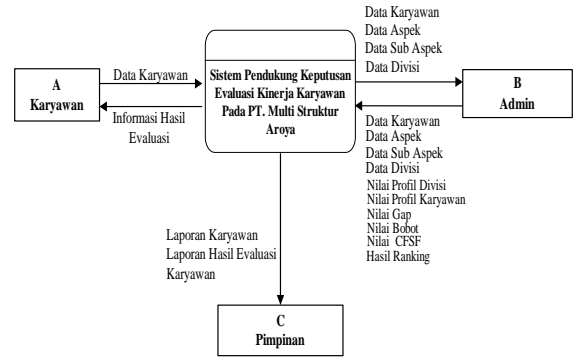 Data Karyawan
Data Aspek
Data Sub Aspek
Data Divisi
A
Karyawan
Data Karyawan
Informasi Hasil
Evaluasi
Sistem Pendukung Keputusan
Evaluasi Kinerja Karyawan
Pada PT. Multi Struktur
Aroya
B
Admin
Data Karyawan
Data Aspek
Data Sub Aspek
Data Divisi
Nilai Profil Divisi
Nilai Profil Karyawan
Nilai Gap
Nilai Bobot
Nilai CFSF
Hasil Ranking
Laporan Karyawan
Laporan Hasil Evaluasi
Karyawan
C
Pimpinan